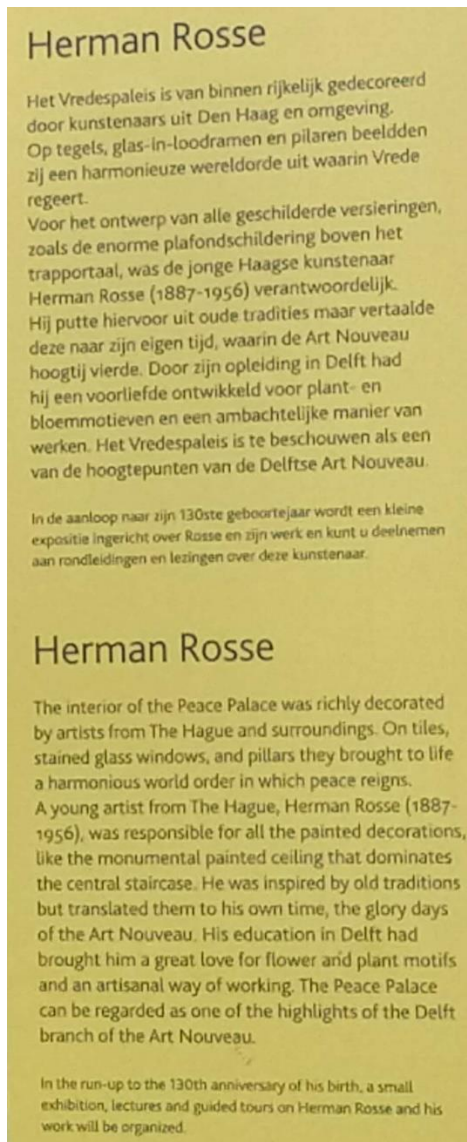 Herman Rosse
Het Vredespaleis is van binnen rijkelijk gedecoreerd
door kunstenaars uit Den Haag en omgeving.
Op tegels, glas-in-loodramen en pilaren beeldden
zij een harmonieuze wereldorde uit waarin Vrede
regeert.
Voor het ontwerp van alle geschilderde versieringen,
zoals de enorme plafondschildering boven het
trapportaal, was de jonge Haagse kunstenaar
Herman Rosse (1887-1956) verantwoordelijk.
Hij putte hiervoor uit oude tradities maar vertaalde
deze naar zijn eigen tijd, waarin de Art Nouveau
hoogtij vierde. Door zijn opleiding in Delft had
hij een voorliefde ontwikkeld voor plant- en
bloemmotieven en een ambachtelijke manier van
werken. Het Vredespaleis is te beschouwen als een
van de hoogtepunten van de Delftse Art Nouveau.
In de aanloop naar zijn 130ste geboortejaar wordt een kleine
expositie ingericht over Rosse en zijn werk en kunt u deelnemen
aan rondleidingen en lezingen over deze kunstenaar.
Herman Rosse
The interior of the Peace Palace was richly decorated
by artists from The Hague and surroundings. On tiles,
stained glass windows, and pillars they brought to life
a harmonious world order in which peace reigns.
A young artist from The Hague, Herman Rosse (1887-
1956), was responsible for all the painted decorations,
like the monumental painted ceiling that dominates
the central staircase. He was inspired by old traditions
but translated them to his own time, the glory days
of the Art Nouveau. His education in Delft had
brought him a great love for flower and plant motifs
and an artisanal way of working. The Peace Palace
can be regarded as one of the highlights of the Delft
branch of the Art Nouveau.
In the run-up to the 130th anniversary of his birth, a small
exhibition, lectures and guided tours on Herman Rosse and his
work will be organized.